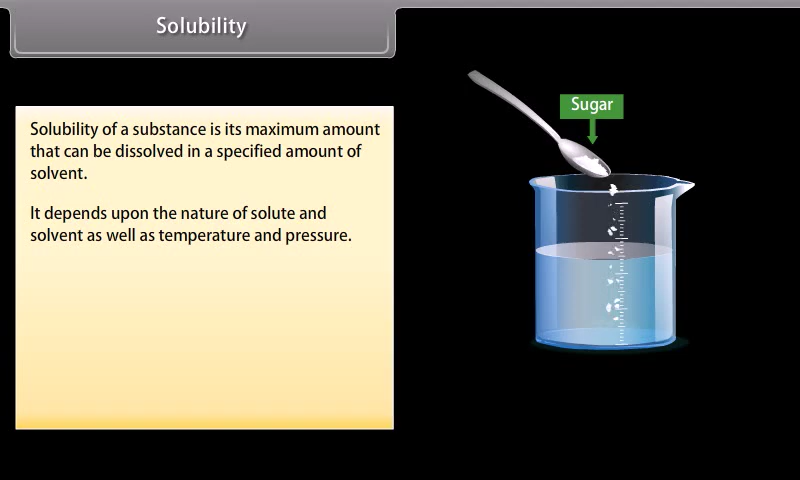 Solubility
Solubility of a substance is its maximum amount
that can be dissolved in a specified amount of
solvent.
It depends upon the nature of solute and
solvent as well as temperature and pressure.
Sugar